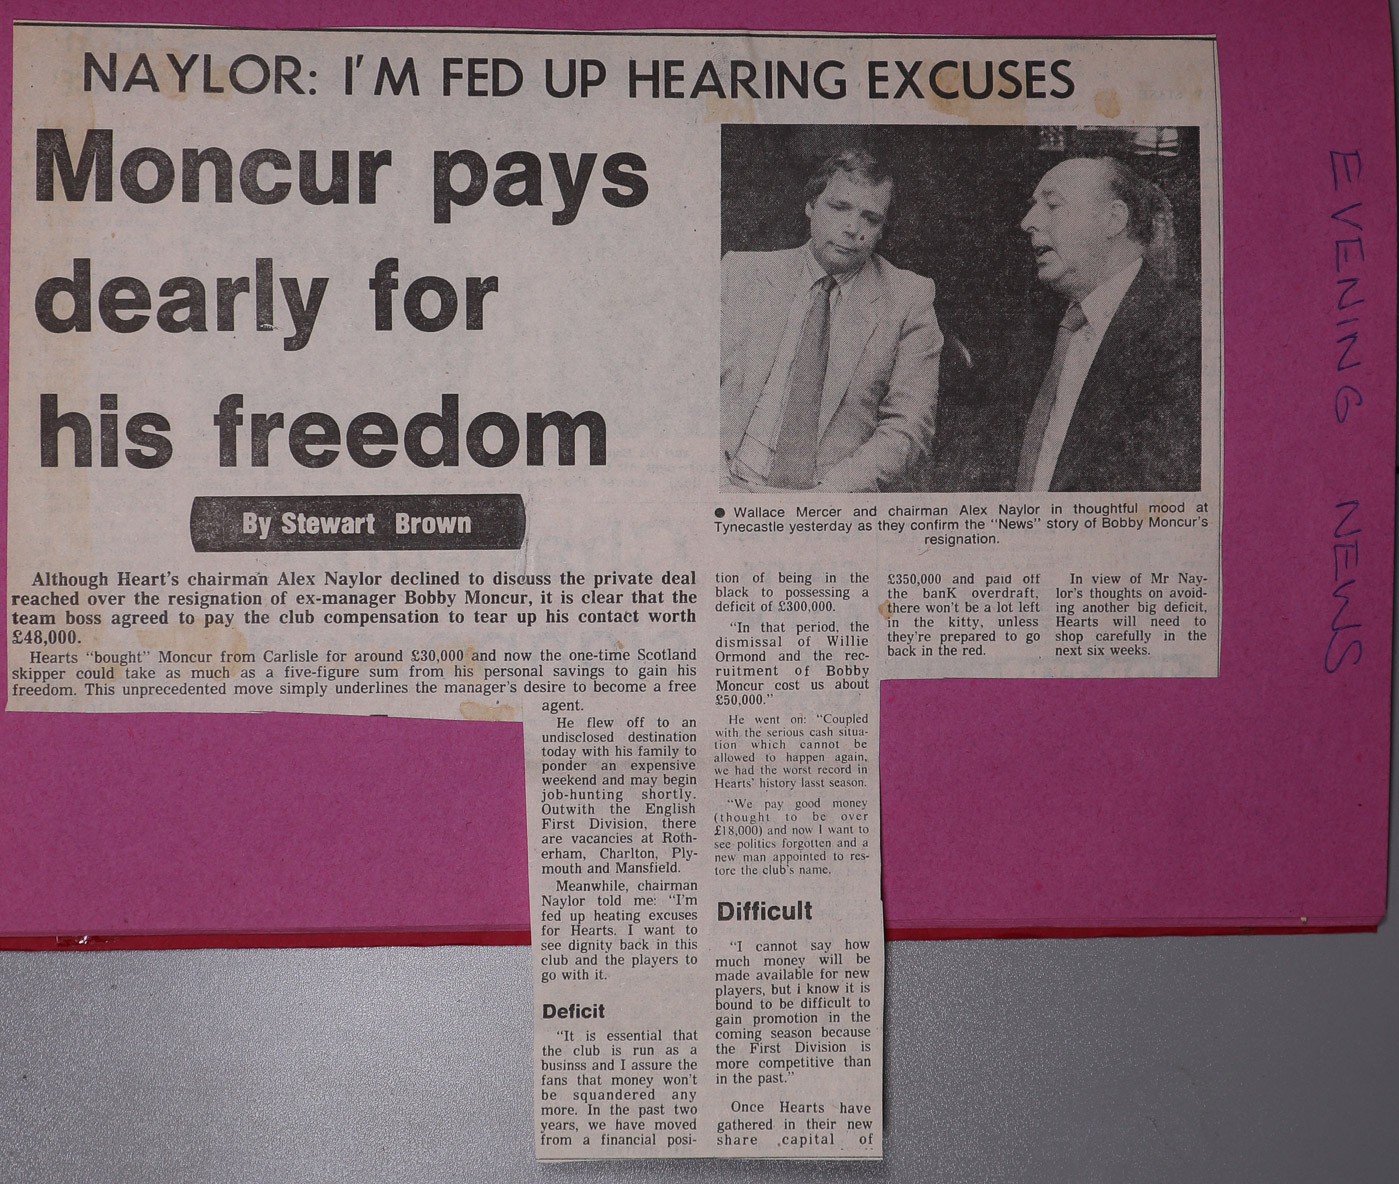 NAYLOR: I'M FED UP HEARING EXCUSES
Moncur pays
dearly for
his freedom
By Stewart Brown
● Wallace Mercer and chairman Alex Naylor in thoughtful mood at
Tynecastle yesterday as they confirm the "News" story of Bobby Moncur's
resignation.
Although Heart's chairman Alex Naylor declined to discuss the private deal
reached over the resignation of ex-manager Bobby Moncur, it is clear that the
team boss agreed to pay the club compensation to tear up his contact worth
£48,000.
Hearts "bought" Moncur from Carlisle for around £30,000 and now the one-time Scotland
skipper could take as much as a five-figure sum from his personal savings to gain his
freedom. This unprecedented move simply underlines the manager's desire to become a free
agent.
He flew off to an
undisclosed destination
today with his family to
ponder an expensive
weekend and may begin
job-hunting shortly.
Outwith the English
First Division, there
are vacancies at Roth-
erham, Charlton, Ply-
mouth and Mansfield.
Meanwhile, chairman
Naylor told me: "I'm
fed up heating excuses
for Hearts. I want to
see dignity back in this
club and the players to
go with it.
Deficit
"It is essential that
the club is run as a
businss and I assure the
fans that money won't
be squandered any
more. In the past two
years, we have moved
from a financial posi-
tion of being in the
black to possessing a
deficit of £300,000.
"In that period, the
dismissal of Willie
Ormond and the rec-
ruitment of Bobby
Moncur cost us about
£50,000."
He went on: "Coupled
with the serious cash situa-
tion which cannot be
allowed to happen again,
we had the worst record in
Hearts' history lasst season.
"We pay good money
(thought to be over
£18,000) and now I want to
see politics forgotten and a
new man appointed to res-
tore the club's name.
Difficult
"I cannot say how
much money will be
made available for new
players, but i know it is
bound to be difficult to
gain promotion in the
coming season because
the First Division is
more competitive than
in the past."
Once Hearts have
gathered in their new
share capital of
£350,000 and paid off
the banK overdraft,
there won't be a lot left
in the kitty, unless
they're prepared to go
back in the red.
In view of Mr Nay-
lor's thoughts on avoid-
ing another big deficit,
Hearts will need to
shop carefully in the
next six weeks.
EVENING NEWS